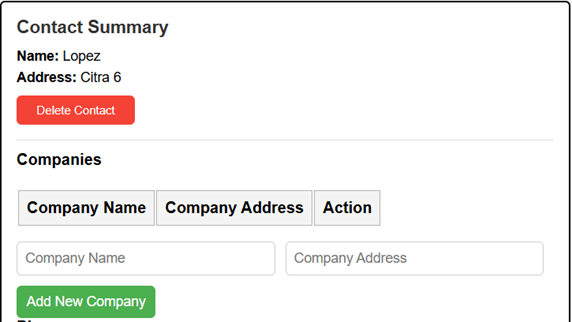 Contact Summary
Name: Lopez
Address: Citra 6
Delete Contact
Companies
Company Name Company Address Action
Company Name Company Address
Add New Company